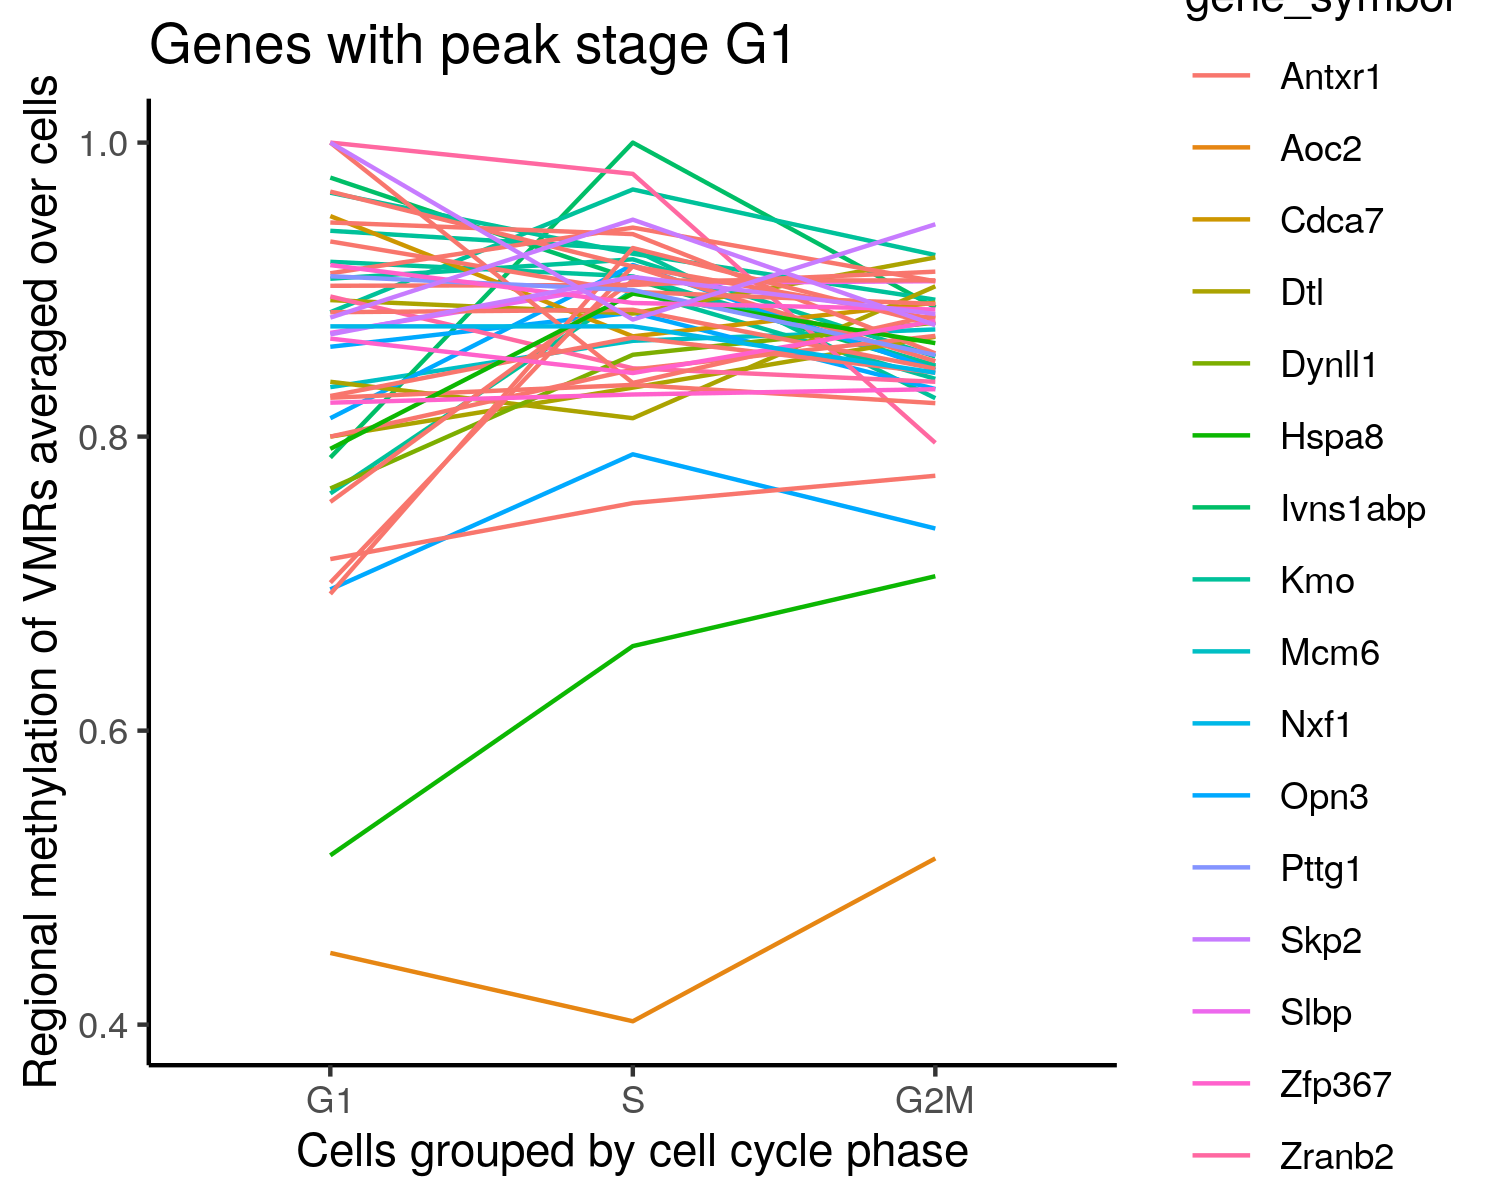 Genes with peak stage G1
Regional methylation of VMRs averaged over cells
1.0
0.8
0.6
0.4
G1
S
G2M
Cells grouped by cell cycle phase
gene_symbol
Antxr1
Aoc2
Cdca7
Dtl
Dynll1
Hspa8
Ivns1abp
Kmo
Mcm6
Nxf1
Opn3
Pttg1
Skp2
Slbp
Zfp367
Zranb2